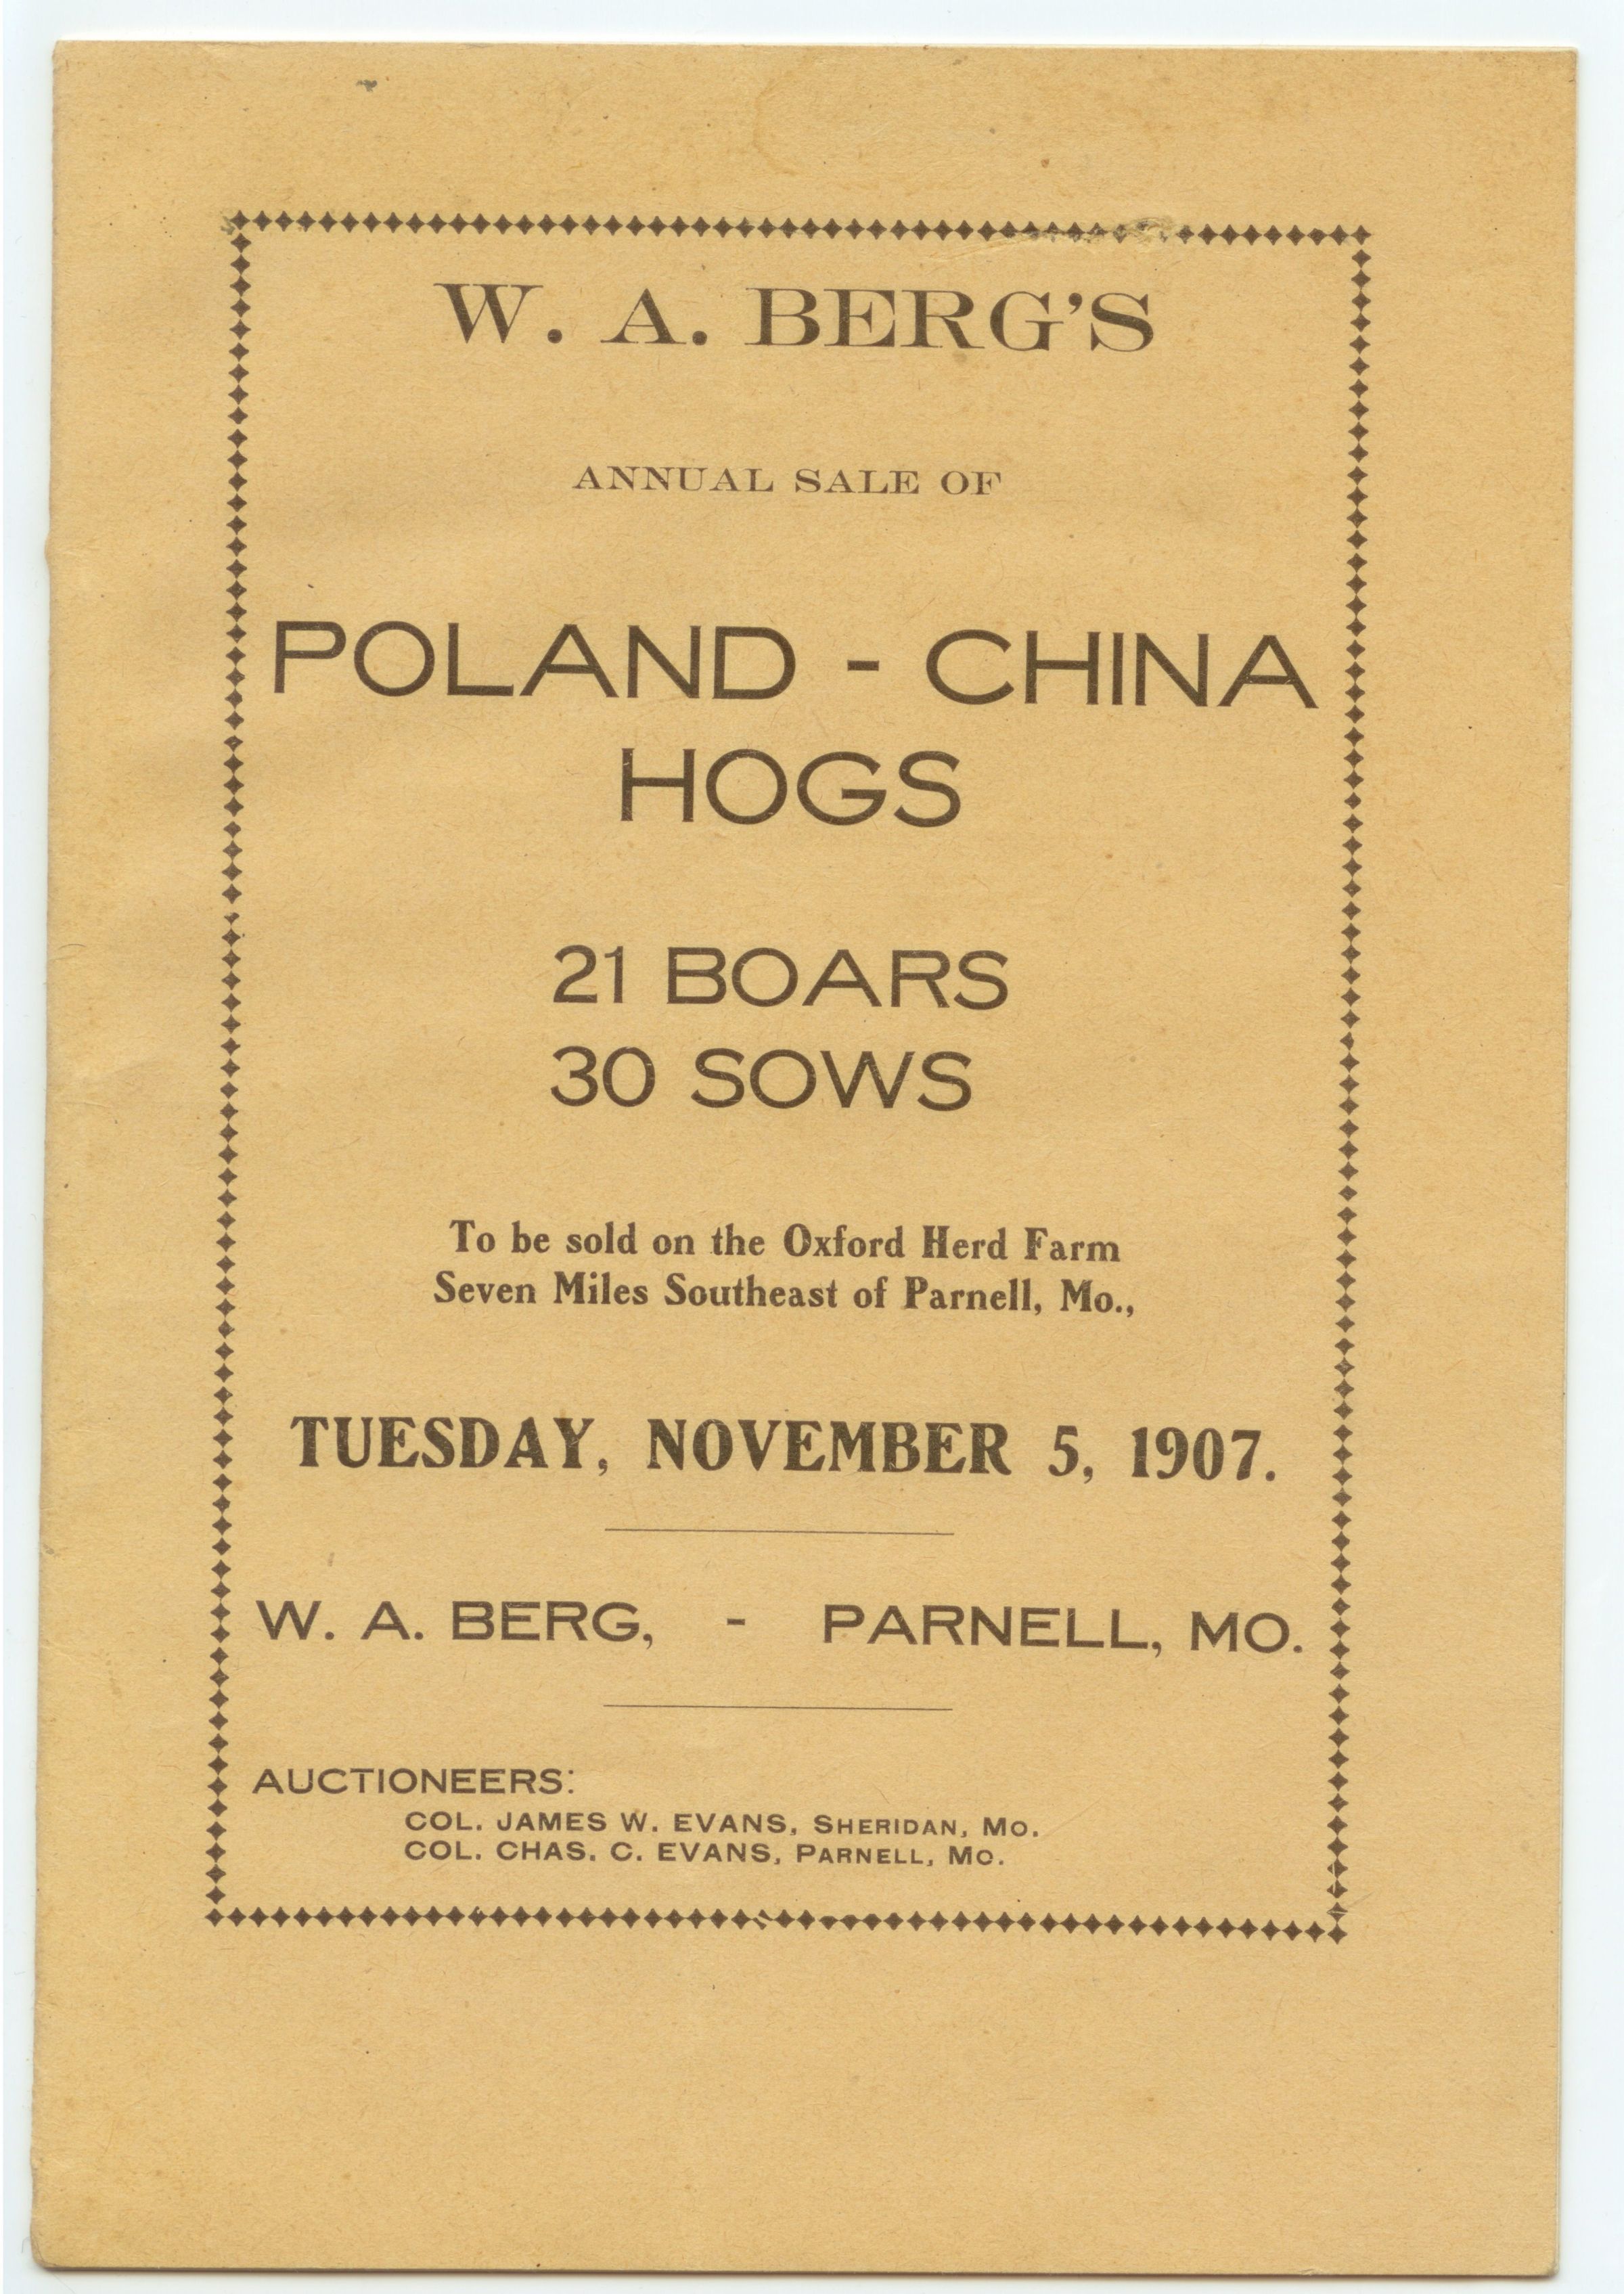 W. A. BERG'S
ANNUAL SALE OF
POLAND - CHINA
HOGS
21 BOARS
30 SOWS
To be sold on the Oxford Herd Farm
Seven Miles Southeast of Parnell, Mo.,
TUESDAY, NOVEMBER 5, 1907.
W. A. BERG, - PARNELL, MO.
AUCTIONEERS:
COL. JAMES W. EVANS, SHERIDAN, MO.
COL. CHAS. C. EVANS, PARNELL, MO.